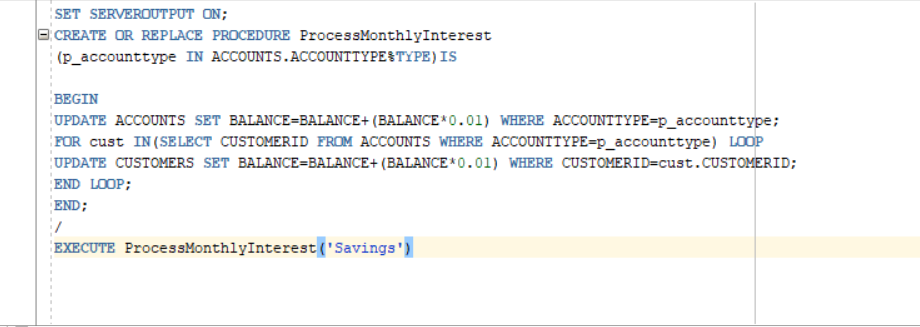 SET SERVEROUTPUT ON;
CREATE OR REPLACE PROCEDURE ProcessMonthlyInterest
(p_accounttype IN ACCOUNTS.ACCOUNTTYPE%TYPE)IS
BEGIN
UPDATE ACCOUNTS SET BALANCE=BALANCE+(BALANCE*0.01) WHERE ACCOUNTTYPE=p_accounttype;
FOR cust IN(SELECT CUSTOMERID FROM ACCOUNTS WHERE ACCOUNTTYPE=p_accounttype) LOOP
UPDATE CUSTOMERS SET BALANCE=BALANCE+(BALANCE*0.01) WHERE CUSTOMERID=cust.CUSTOMERID;
END LOOP;
END;
/
EXECUTE ProcessMonthlyInterest('Savings')